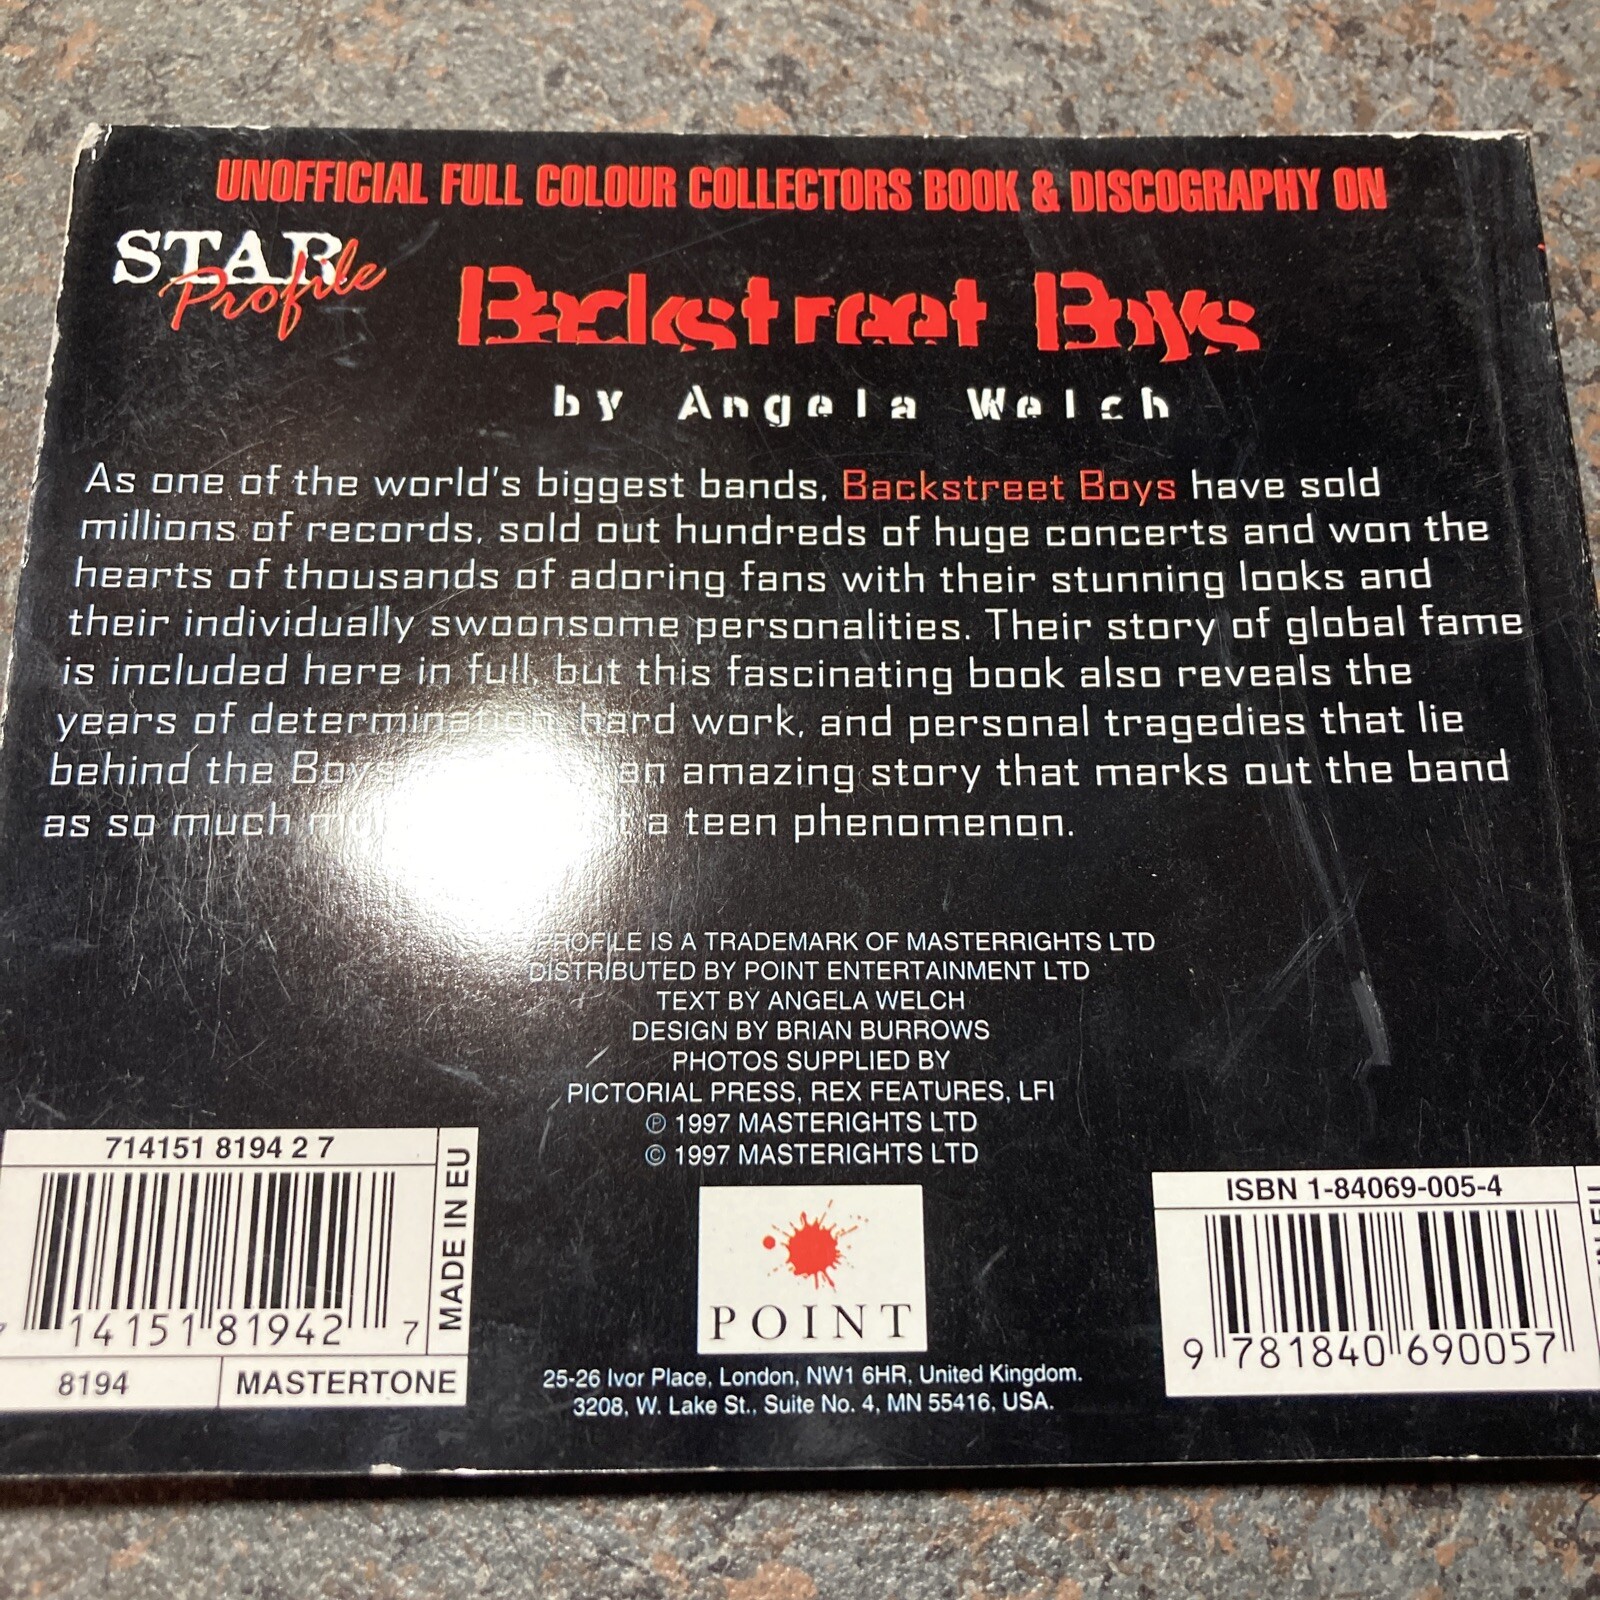 UNOFFICIAL FULL COLOUR COLLECTORS BOOK & DISCOGRAPHY ON
STAR Profile
Backstreet Boys
by Angela Welch
As one of the world's biggest bands, Backstreet Boys have sold
millions of records, sold out hundreds of huge concerts and won the
hearts of thousands of adoring fans with their stunning looks and
their individually swoonsome personalities. Their story of global fame
is included here in full, but this fascinating book also reveals the
years of determination, hard work, and personal tragedies that lie
behind the Boys an amazing story that marks out the band
as so much a teen phenomenon.
PROFILE IS A TRADEMARK OF MASTERRIGHTS LTD
DISTRIBUTED BY POINT ENTERTAINMENT LTD
TEXT BY ANGELA WELCH
DESIGN BY BRIAN BURROWS
PHOTOS SUPPLIED BY
PICTORIAL PRESS, REX FEATURES, LFI
℗ 1997 MASTERIGHTS LTD
© 1997 MASTERIGHTS LTD
714151 8194 2 7
MADE IN EU
7 14151 81942 7
8194 MASTERTONE
POINT
25-26 Ivor Place, London, NW1 6HR, United Kingdom.
3208, W. Lake St., Suite No. 4, MN 55416, USA.
ISBN 1-84069-005-4
9 781840 690057